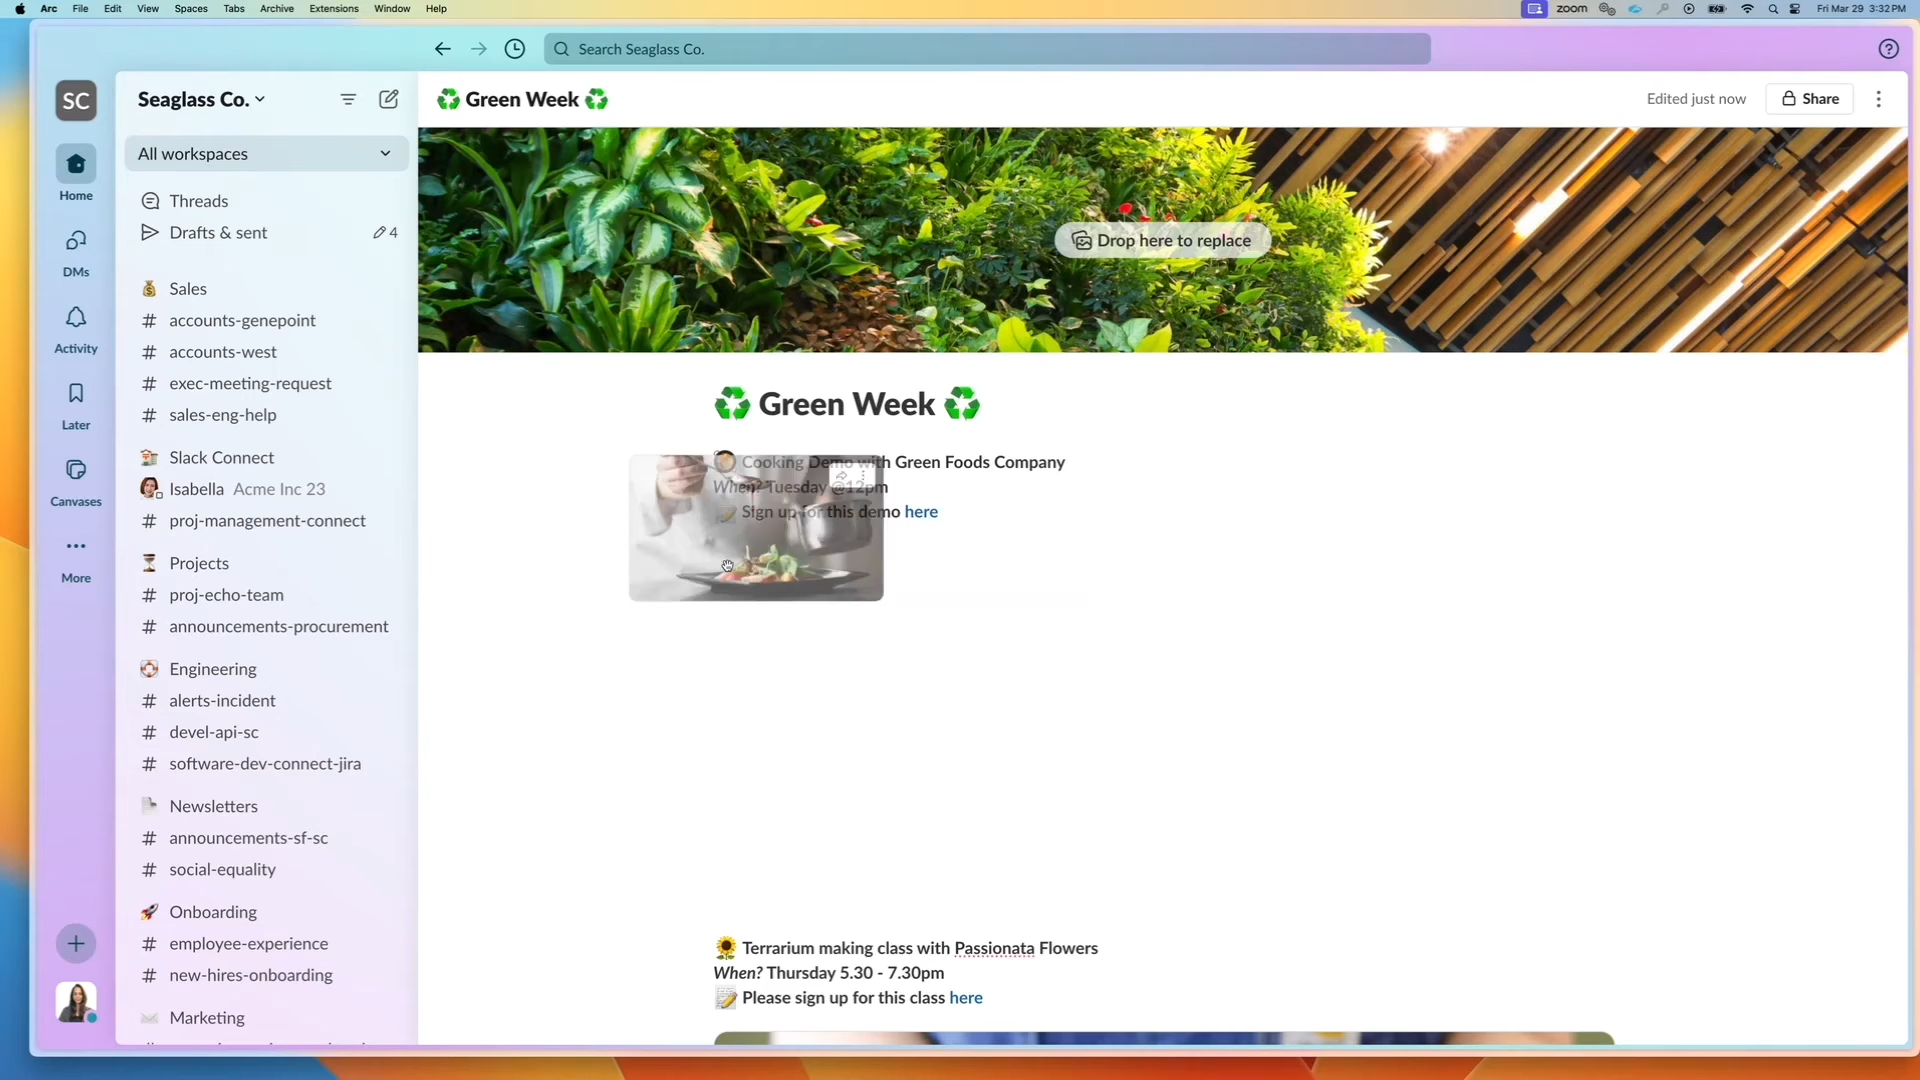 Arc File Edit View Spaces Tabs Archive Extensions Window Help
zoom Fri Mar 29 3:32 PM
Search Seaglass Co.
SC
Home
DMs
Activity
Later
Canvases
More
Seaglass Co.
All workspaces
Threads
Drafts & sent 4
Sales
# accounts-genepoint
# accounts-west
# exec-meeting-request
# sales-eng-help
Slack Connect
Isabella Acme Inc 23
# proj-management-connect
Projects
# proj-echo-team
# announcements-procurement
Engineering
# alerts-incident
# devel-api-sc
# software-dev-connect-jira
Newsletters
# announcements-sf-sc
# social-equality
Onboarding
# employee-experience
# new-hires-onboarding
Marketing
Green Week
Edited just now
Share
Drop here to replace
Green Week
Cooking Demo with Green Foods Company
When? Tuesday @12pm
Sign up for this demo here
Terrarium making class with Passionata Flowers
When? Thursday 5.30 - 7.30pm
Please sign up for this class here